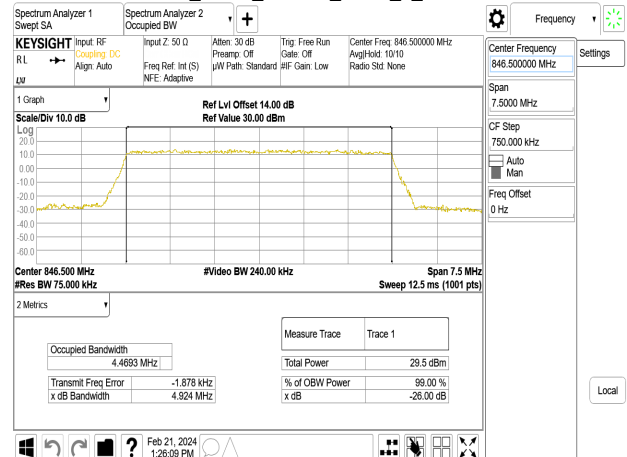 Spectrum Analyzer 1
Swept SA
Spectrum Analyzer 2
Occupied BW
+
Frequency
KEYSIGHT
Input: RF
Input Z: 50 Ω
Atten: 30 dB
Trig: Free Run
Center Freq: 846.500000 MHz
RL
Coupling: DC
Preamp: Off
Gate: Off
Avg|Hold: 10/10
Align: Auto
Freq Ref: Int (S)
µW Path: Standard
#IF Gain: Low
Radio Std: None
NFE: Adaptive
Center Frequency
846.500000 MHz
Settings
Span
7.5000 MHz
CF Step
750.000 kHz
Auto
Man
Freq Offset
0 Hz
Local
1 Graph
Ref Lvl Offset 14.00 dB
Scale/Div 10.0 dB
Ref Value 30.00 dBm
Log
20.0
10.0
0.00
-10.0
-20.0
-30.0
-40.0
-50.0
-60.0
Center 846.500 MHz
#Video BW 240.00 kHz
Span 7.5 MHz
#Res BW 75.000 kHz
Sweep 12.5 ms (1001 pts)
2 Metrics
Measure Trace
Trace 1
Occupied Bandwidth
4.4693 MHz
Total Power
29.5 dBm
Transmit Freq Error
-1.878 kHz
% of OBW Power
99.00 %
x dB Bandwidth
4.924 MHz
x dB
-26.00 dB
?
Feb 21, 2024
1:26:09 PM